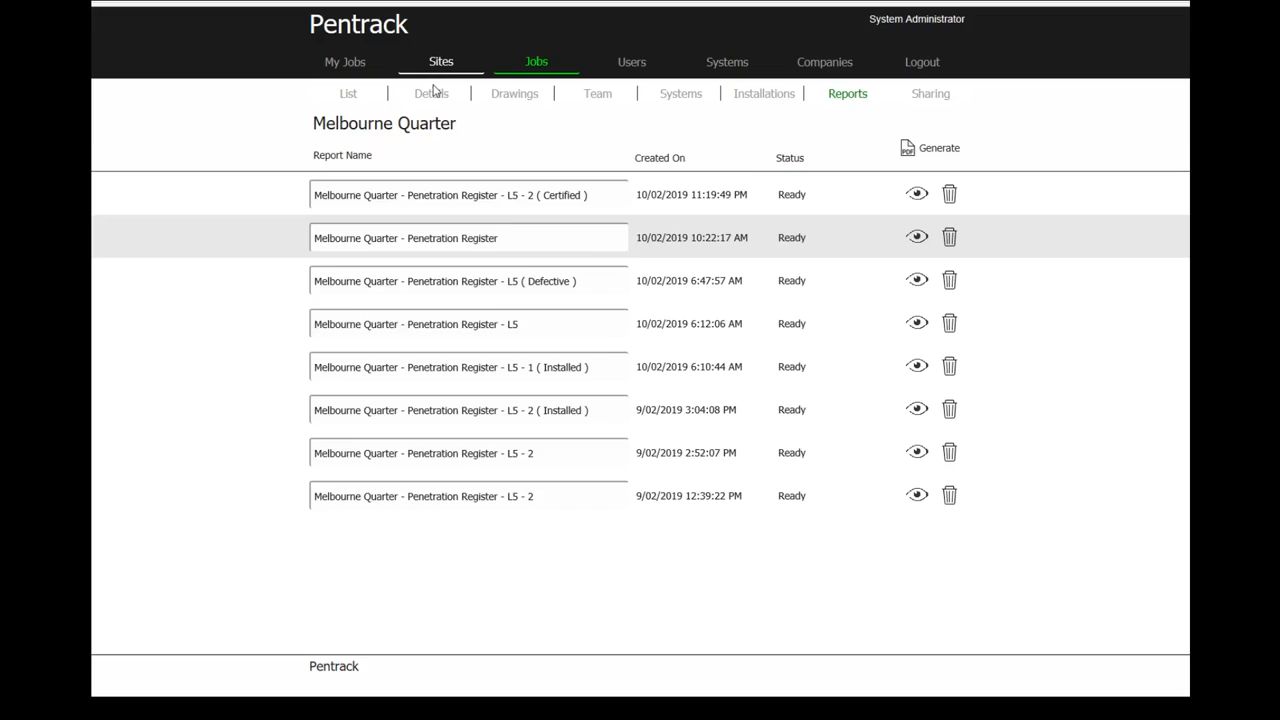 Pentrack
System Administrator
My Jobs Sites Jobs Users Systems Companies Logout
List Details Drawings Team Systems Installations Reports Sharing
Melbourne Quarter
Report Name Created On Status PDF Generate
Melbourne Quarter - Penetration Register - L5 - 2 ( Certified ) 10/02/2019 11:19:49 PM Ready
Melbourne Quarter - Penetration Register 10/02/2019 10:22:17 AM Ready
Melbourne Quarter - Penetration Register - L5 ( Defective ) 10/02/2019 6:47:57 AM Ready
Melbourne Quarter - Penetration Register - L5 10/02/2019 6:12:06 AM Ready
Melbourne Quarter - Penetration Register - L5 - 1 ( Installed ) 10/02/2019 6:10:44 AM Ready
Melbourne Quarter - Penetration Register - L5 - 2 ( Installed ) 9/02/2019 3:04:08 PM Ready
Melbourne Quarter - Penetration Register - L5 - 2 9/02/2019 2:52:07 PM Ready
Melbourne Quarter - Penetration Register - L5 - 2 9/02/2019 12:39:22 PM Ready
Pentrack